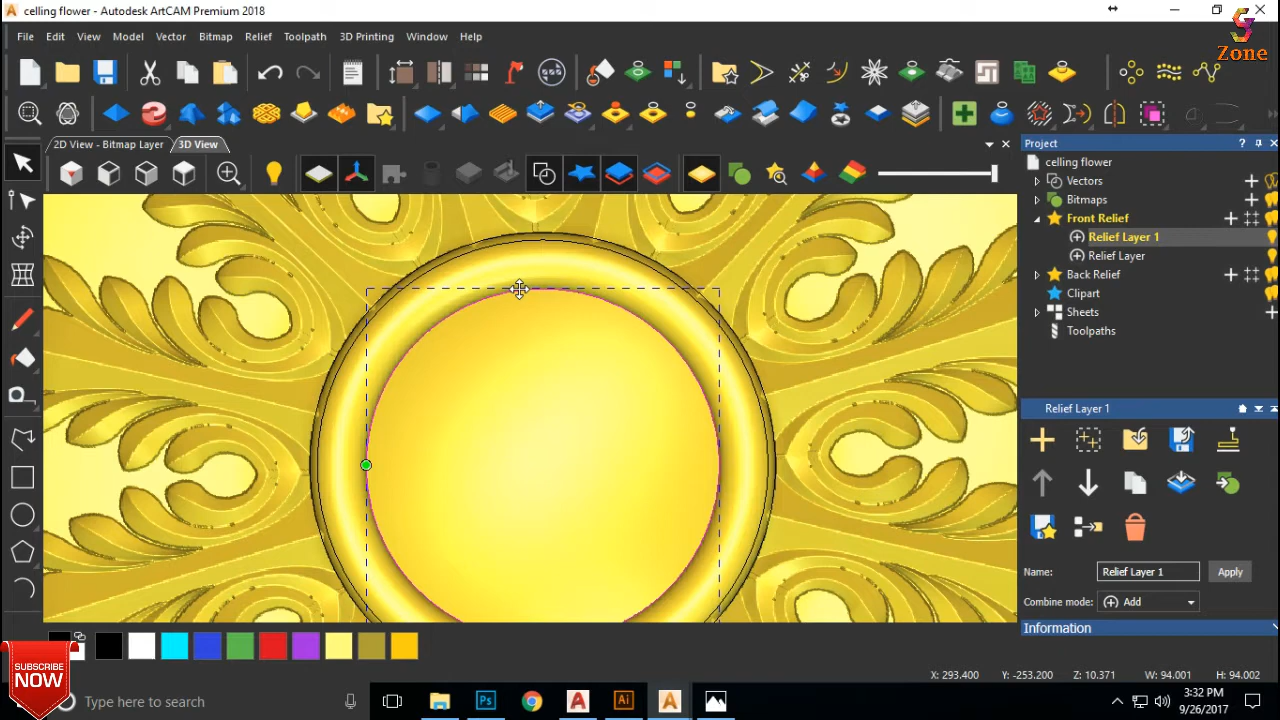 celling flower - Autodesk ArtCAM Premium 2018
Zone
File Edit View Model Vector Bitmap Relief Toolpath 3D Printing Window Help
2D View - Bitmap Layer 3D View
Project
celling flower
Vectors
Bitmaps
Front Relief
Relief Layer 1
Relief Layer
Back Relief
Clipart
Sheets
Toolpaths
Relief Layer 1
Name: Relief Layer 1 Apply
Combine mode: Add
Information
SUBSCRIBE
NOW
X: 293.400 Y: -253.200 Z: 10.371 W: 94.001 H: 94.002
Type here to search
Ps
Ai
3:32 PM
9/26/2017